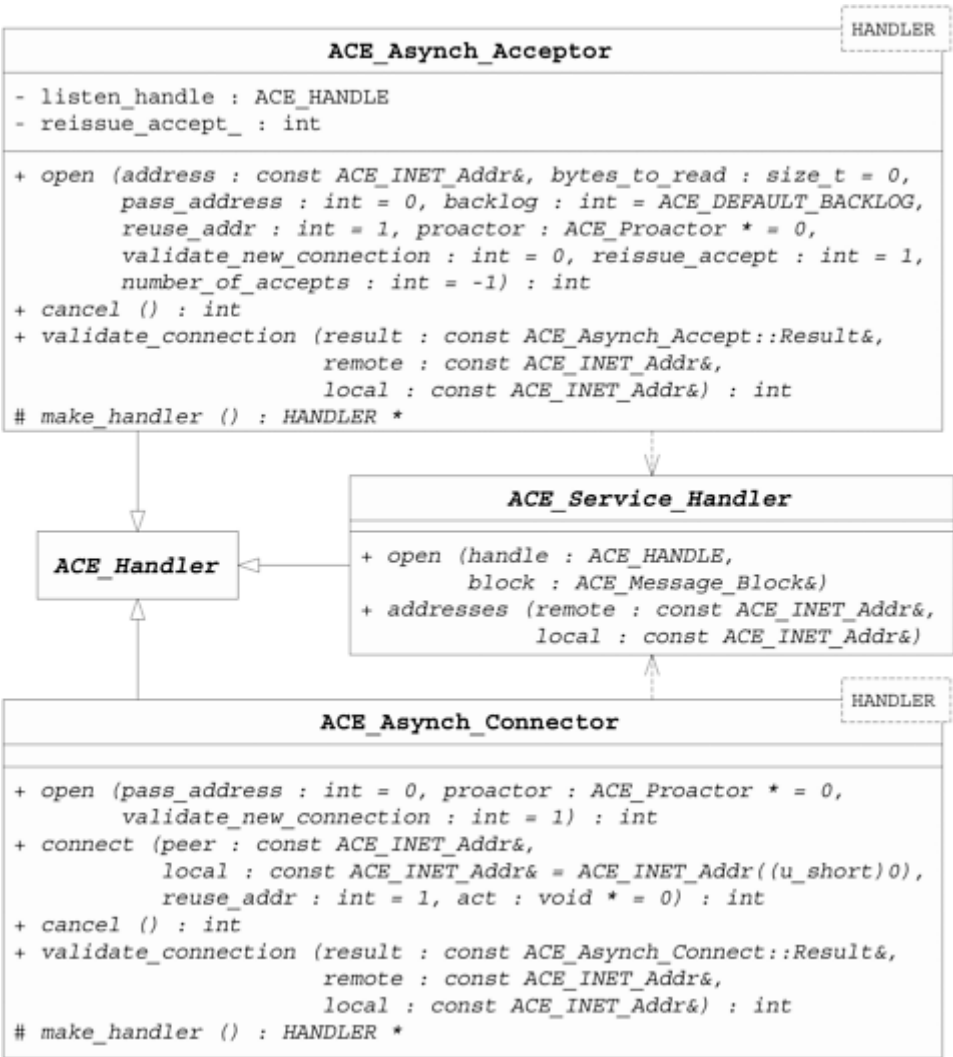 HANDLER
ACE_Asynch_Acceptor
- listen_handle : ACE_HANDLE
- reissue_accept_ : int
+ open (address : const ACE_INET_Addr&, bytes_to_read : size_t = 0,
pass_address : int = 0, backlog : int = ACE_DEFAULT_BACKLOG,
reuse_addr : int = 1, proactor : ACE_Proactor * = 0,
validate_new_connection : int = 0, reissue_accept : int = 1,
number_of_accepts : int = -1) : int
+ cancel () : int
+ validate_connection (result : const ACE_Asynch_Accept::Result&,
remote : const ACE_INET_Addr&,
local : const ACE_INET_Addr&) : int
# make_handler () : HANDLER *
ACE_Service_Handler
+ open (handle : ACE_HANDLE,
block : ACE_Message_Block&)
+ addresses (remote : const ACE_INET_Addr&,
local : const ACE_INET_Addr&)
ACE_Handler
HANDLER
ACE_Asynch_Connector
+ open (pass_address : int = 0, proactor : ACE_Proactor * = 0,
validate_new_connection : int = 1) : int
+ connect (peer : const ACE_INET_Addr&,
local : const ACE_INET_Addr& = ACE_INET_Addr((u_short)0),
reuse_addr : int = 1, act : void * = 0) : int
+ cancel () : int
+ validate_connection (result : const ACE_Asynch_Connect::Result&,
remote : const ACE_INET_Addr&,
local : const ACE_INET_Addr&) : int
# make_handler () : HANDLER *